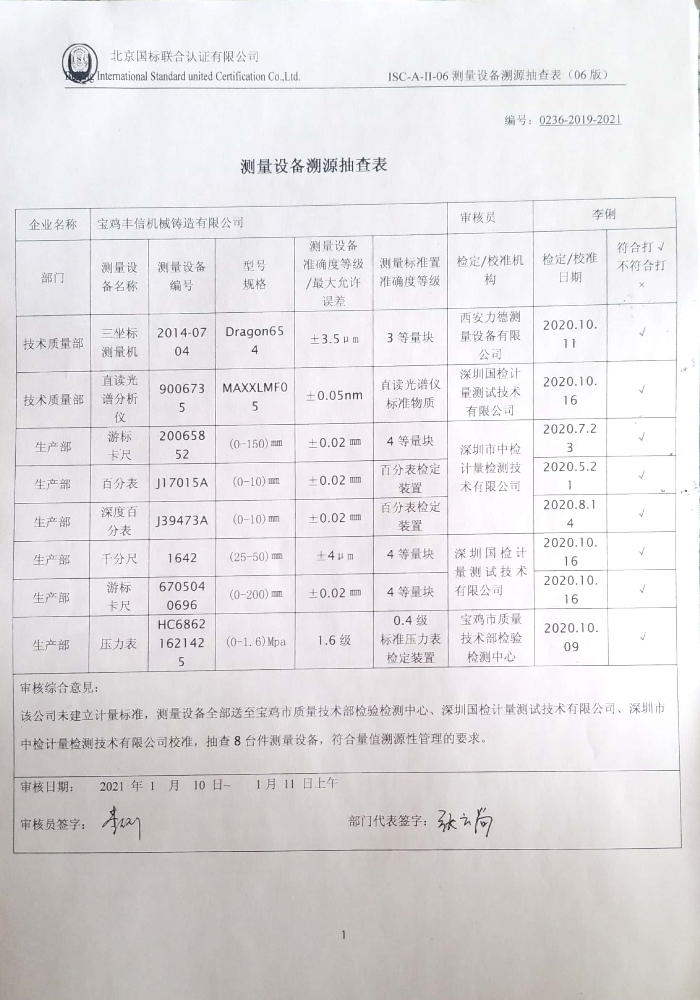 ISC
北京国标联合认证有限公司
Beijing International Standard united Certification Co.,Ltd.
ISC-A-II-06 测量设备溯源抽查表（06 版）
编号：0236-2019-2021
测量设备溯源抽查表
企业名称
宝鸡丰信机械铸造有限公司
审核员
李俐
部门
测量设
备名称
测量设备
编号
型号
规格
测量设备
准确度等级
/最大允许
误差
测量标准置
准确度等级
检定/校准机
构
检定/校准
日期
符合打 √
不符合打
×
技术质量部
三坐标
测量机
2014-07
04
Dragon65
4
±3.5μm
3 等量块
西安力德测
量设备有限
公司
2020.10.
11
√
技术质量部
直读光
谱分析
仪
900673
5
MAXXLMF0
5
±0.05nm
直读光谱仪
标准物质
深圳国检计
量测试技术
有限公司
2020.10.
16
√
生产部
游标
卡尺
200658
52
(0-150)㎜
±0.02 ㎜
4 等量块
深圳市中检
计量检测技
术有限公司
2020.7.2
3
√
生产部
百分表
J17015A
(0-10)㎜
±0.02 ㎜
百分表检定
装置
2020.5.2
1
√
生产部
深度百
分表
J39473A
(0-10)㎜
±0.02 ㎜
百分表检定
装置
2020.8.1
4
√
生产部
千分尺
1642
(25-50)㎜
±4μm
4 等量块
深圳国检计
量测试技术
有限公司
2020.10.
16
√
生产部
游标
卡尺
670504
0696
(0-200)㎜
±0.02 ㎜
4 等量块
2020.10.
16
√
生产部
压力表
HC6862
162142
5
(0-1.6)Mpa
1.6 级
0.4 级
标准压力表
检定装置
宝鸡市质量
技术部检验
检测中心
2020.10.
09
√
审核综合意见：
该公司未建立计量标准，测量设备全部送至宝鸡市质量技术部检验检测中心、深圳国检计量测试技术有限公司、深圳市
中检计量检测技术有限公司校准，抽查 8 台件测量设备，符合量值溯源性管理的要求。
审核日期： 2021 年 1 月 10 日~ 1 月 11 日上午
审核员签字： 李俐
部门代表签字：张云尚
1